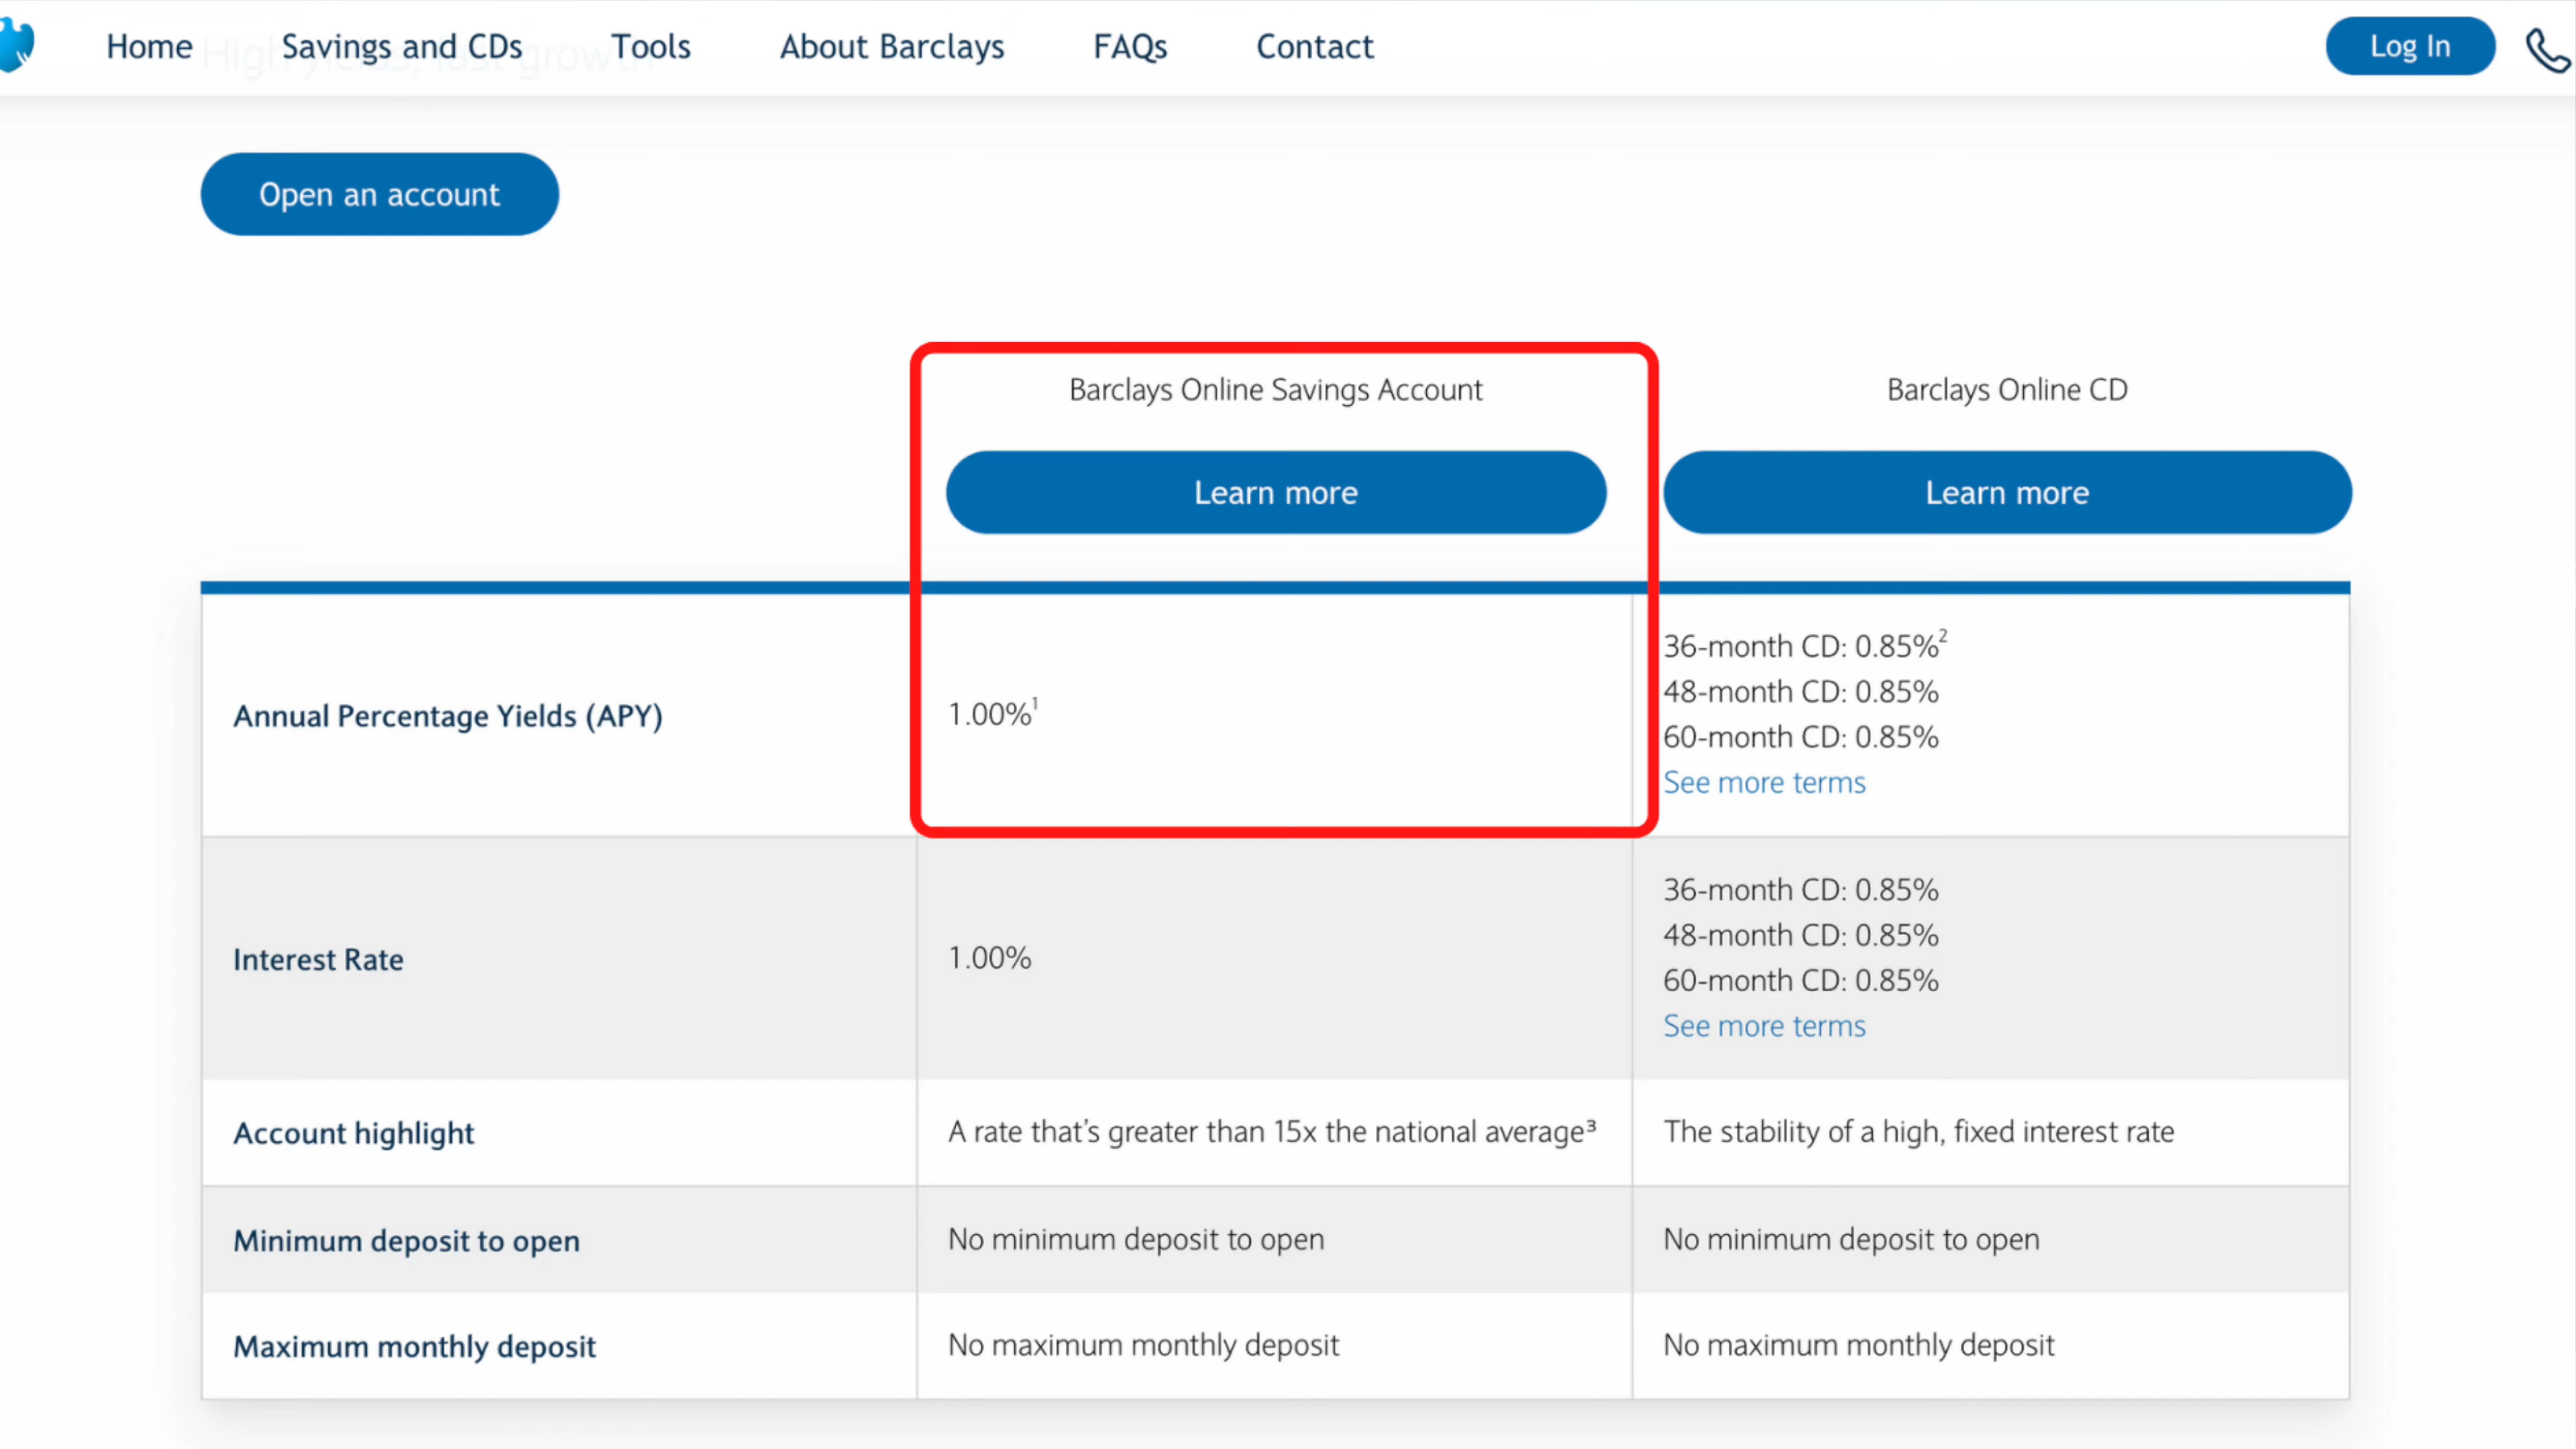 Home Savings and CDs Tools About Barclays FAQs Contact Log In
High yields, fast growth
Open an account
Barclays Online Savings Account Barclays Online CD
Learn more Learn more
Annual Percentage Yields (APY) 1.00%¹ 36-month CD: 0.85%²
48-month CD: 0.85%
60-month CD: 0.85%
See more terms
Interest Rate 1.00% 36-month CD: 0.85%
48-month CD: 0.85%
60-month CD: 0.85%
See more terms
Account highlight A rate that’s greater than 15x the national average³ The stability of a high, fixed interest rate
Minimum deposit to open No minimum deposit to open No minimum deposit to open
Maximum monthly deposit No maximum monthly deposit No maximum monthly deposit